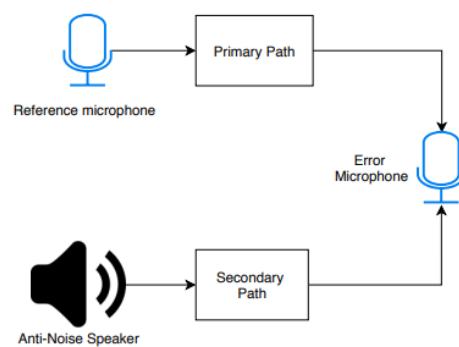 Primary Path
Reference microphone
Error
Microphone
Secondary
Path
Anti-Noise Speaker